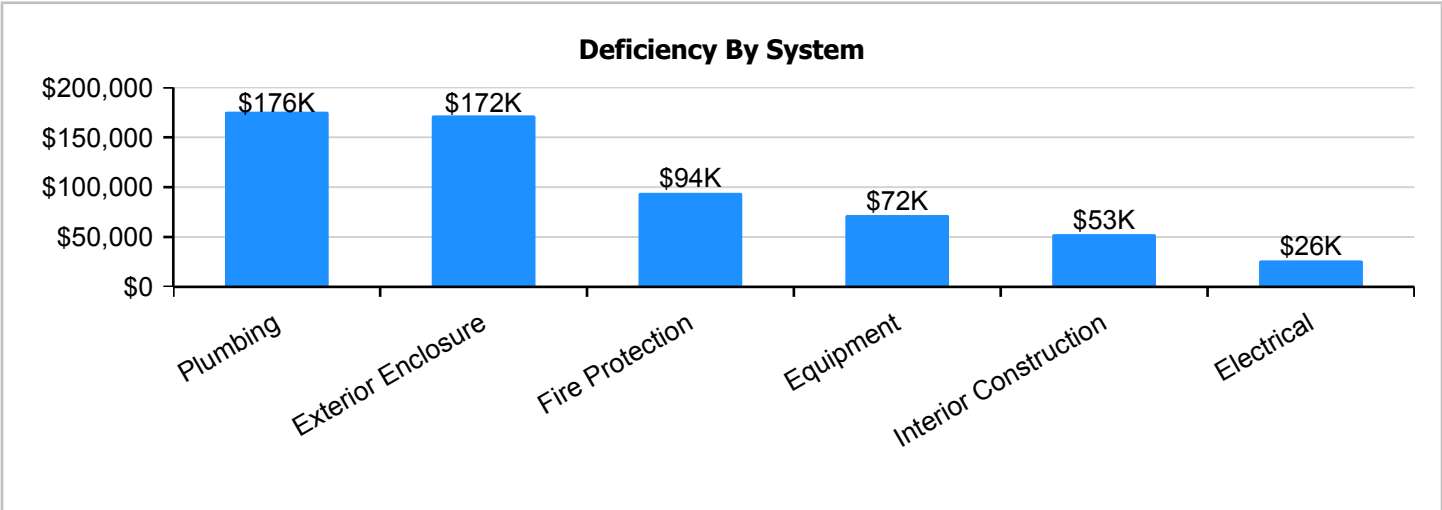 Deficiency By System
$200,000
$150,000
$100,000
$50,000
$0
$176K
$172K
$94K
$72K
$53K
$26K
Plumbing
Exterior Enclosure
Fire Protection
Equipment
Interior Construction
Electrical